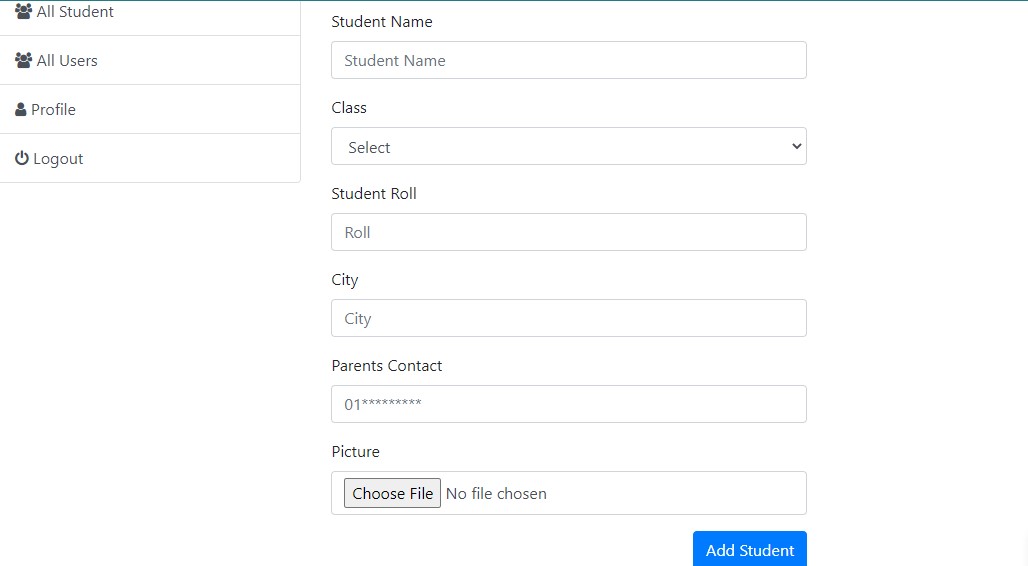 All Student
All Users
Profile
Logout
Student Name
Student Name
Class
Select
Student Roll
Roll
City
City
Parents Contact
01*********
Picture
Choose File No file chosen
Add Student